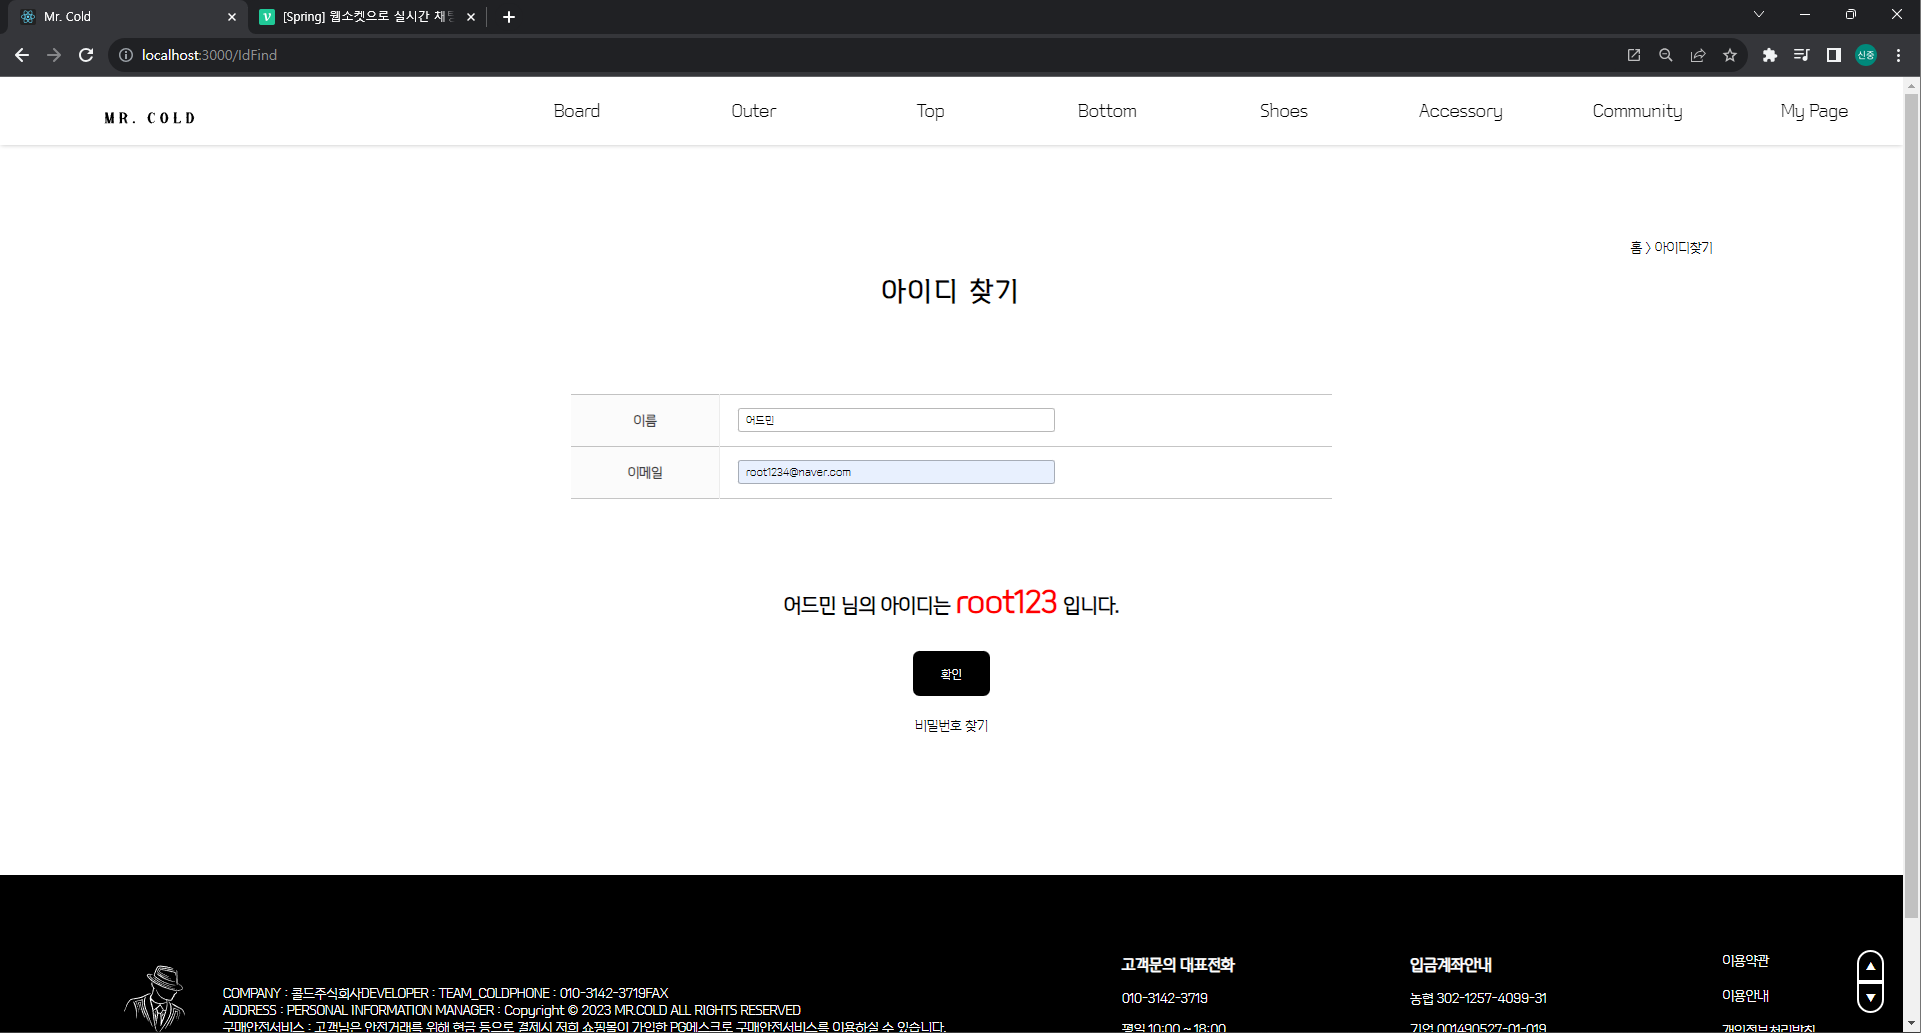 Mr. Cold
[Spring] 웹소켓으로 실시간 채팅
localhost:3000/IdFind
신중
MR. COLD
Board
Outer
Top
Bottom
Shoes
Accessory
Community
My Page
홈 > 아이디찾기
아이디 찾기
이름
어드민
이메일
root1234@naver.com
어드민 님의 아이디는 root123 입니다.
확인
비밀번호 찾기
COMPANY : 콜드주식회사DEVELOPER : TEAM_COLDPHONE : 010-3142-3719FAX
ADDRESS : PERSONAL INFORMATION MANAGER : Copyright © 2023 MR.COLD ALL RIGHTS RESERVED
구매안전서비스 : 고객님은 안전거래를 위해 현금 등으로 결제시 저희 쇼핑몰이 가입한 PG에스크로 구매안전서비스를 이용하실 수 있습니다.
고객문의 대표전화
010-3142-3719
평일 10:00 ~ 18:00
입금계좌안내
농협 302-1257-4099-31
기업 001490527-01-019
이용약관
이용안내
개인정보처리방침